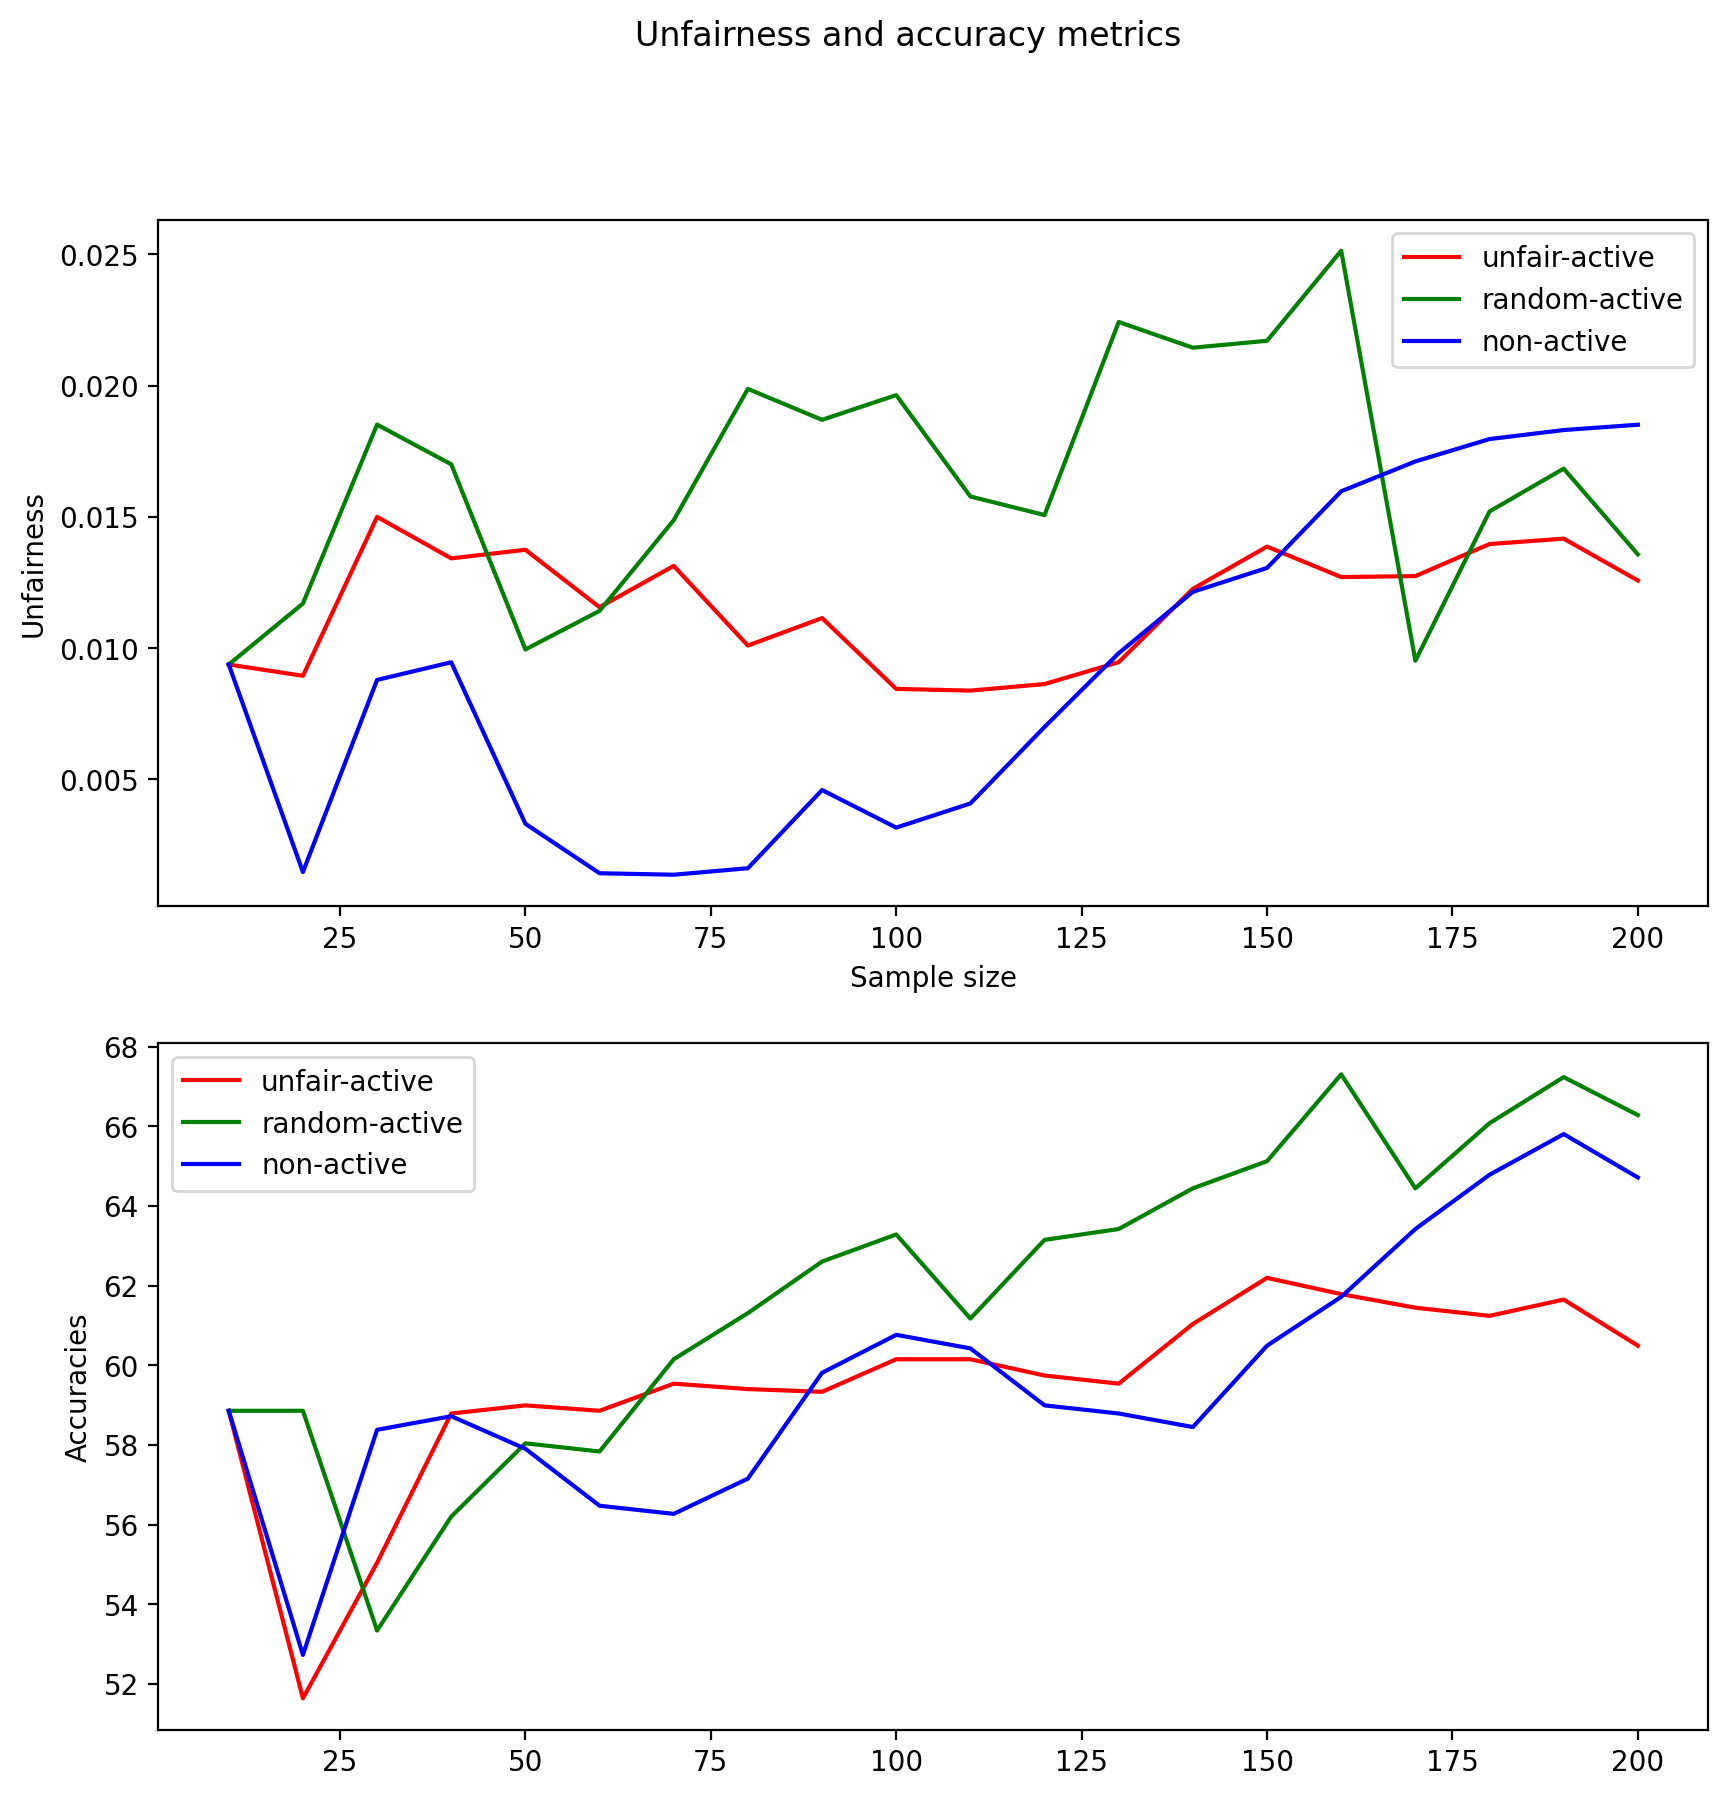 Unfairness and accuracy metrics
Unfairness
0.025
0.020
0.015
0.010
0.005
unfair-active
random-active
non-active
25 50 75 100 125 150 175 200
Sample size
Accuracies
68
66
64
62
60
58
56
54
52
unfair-active
random-active
non-active
25 50 75 100 125 150 175 200